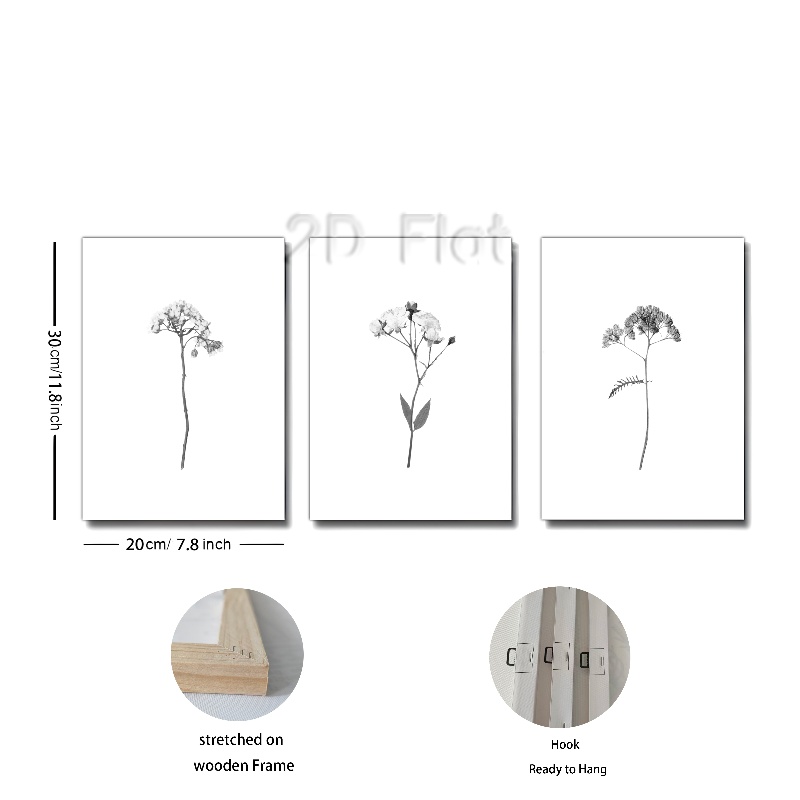 2D Flat
30cm/11.8inch
20cm/ 7.8 inch
stretched on
wooden Frame
Hook
Ready to Hang